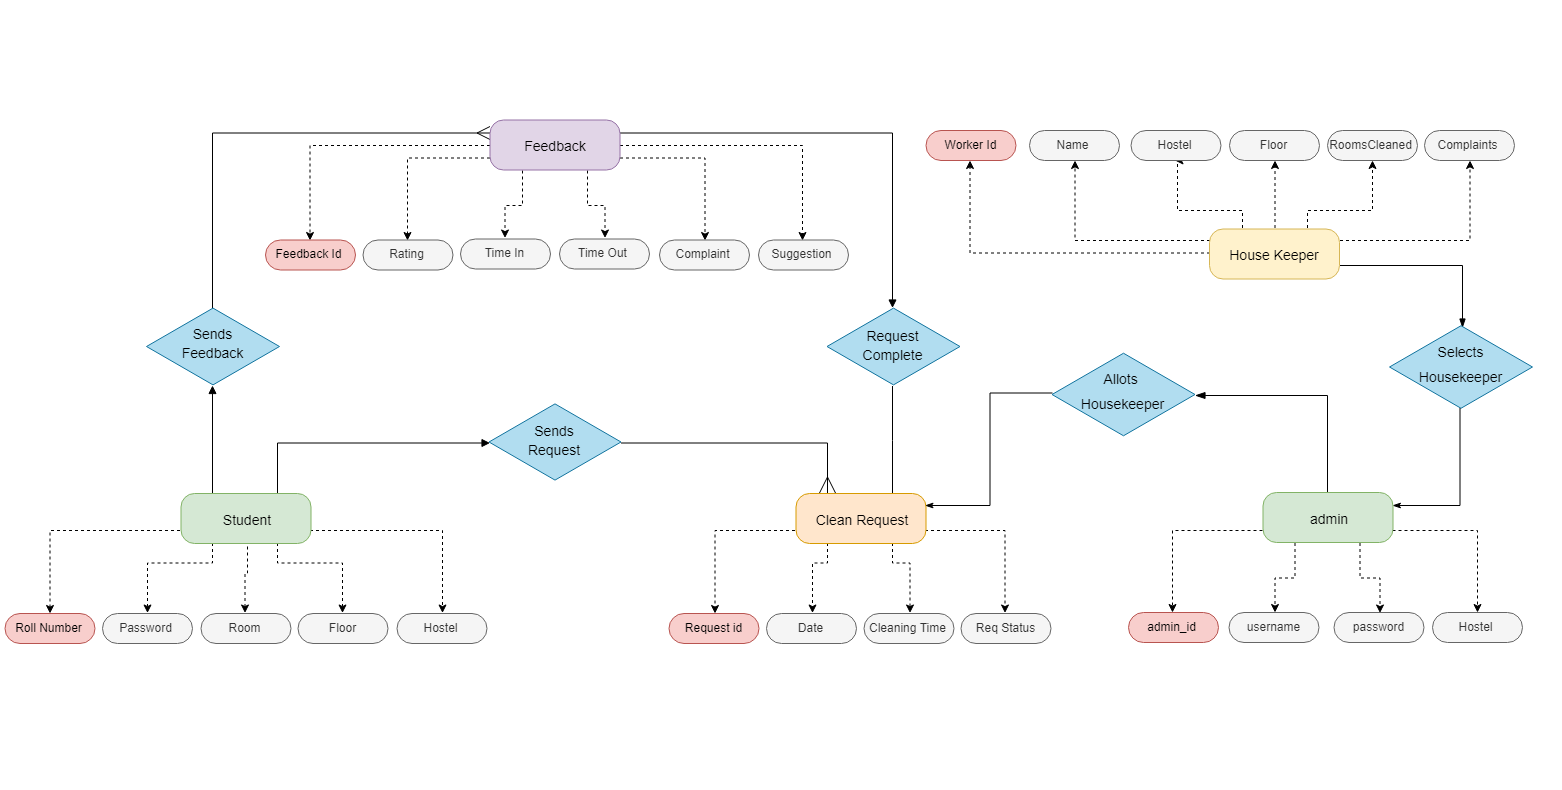 Feedback
Worker Id
Name
Hostel
Floor
RoomsCleaned
Complaints
Feedback Id
Rating
Time In
Time Out
Complaint
Suggestion
House Keeper
Sends
Feedback
Request
Complete
Selects
Housekeeper
Allots
Housekeeper
Sends
Request
Student
Clean Request
admin
Roll Number
Password
Room
Floor
Hostel
Request id
Date
Cleaning Time
Req Status
admin_id
username
password
Hostel